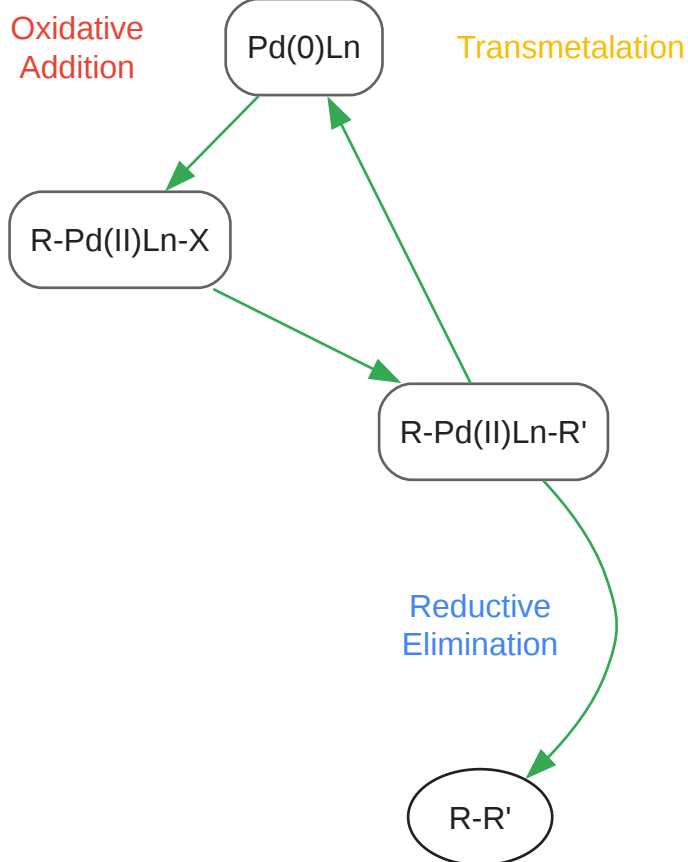 Oxidative
Addition
Pd(0)Ln
Transmetalation
R-Pd(II)Ln-X
R-Pd(II)Ln-R'
Reductive
Elimination
R-R'